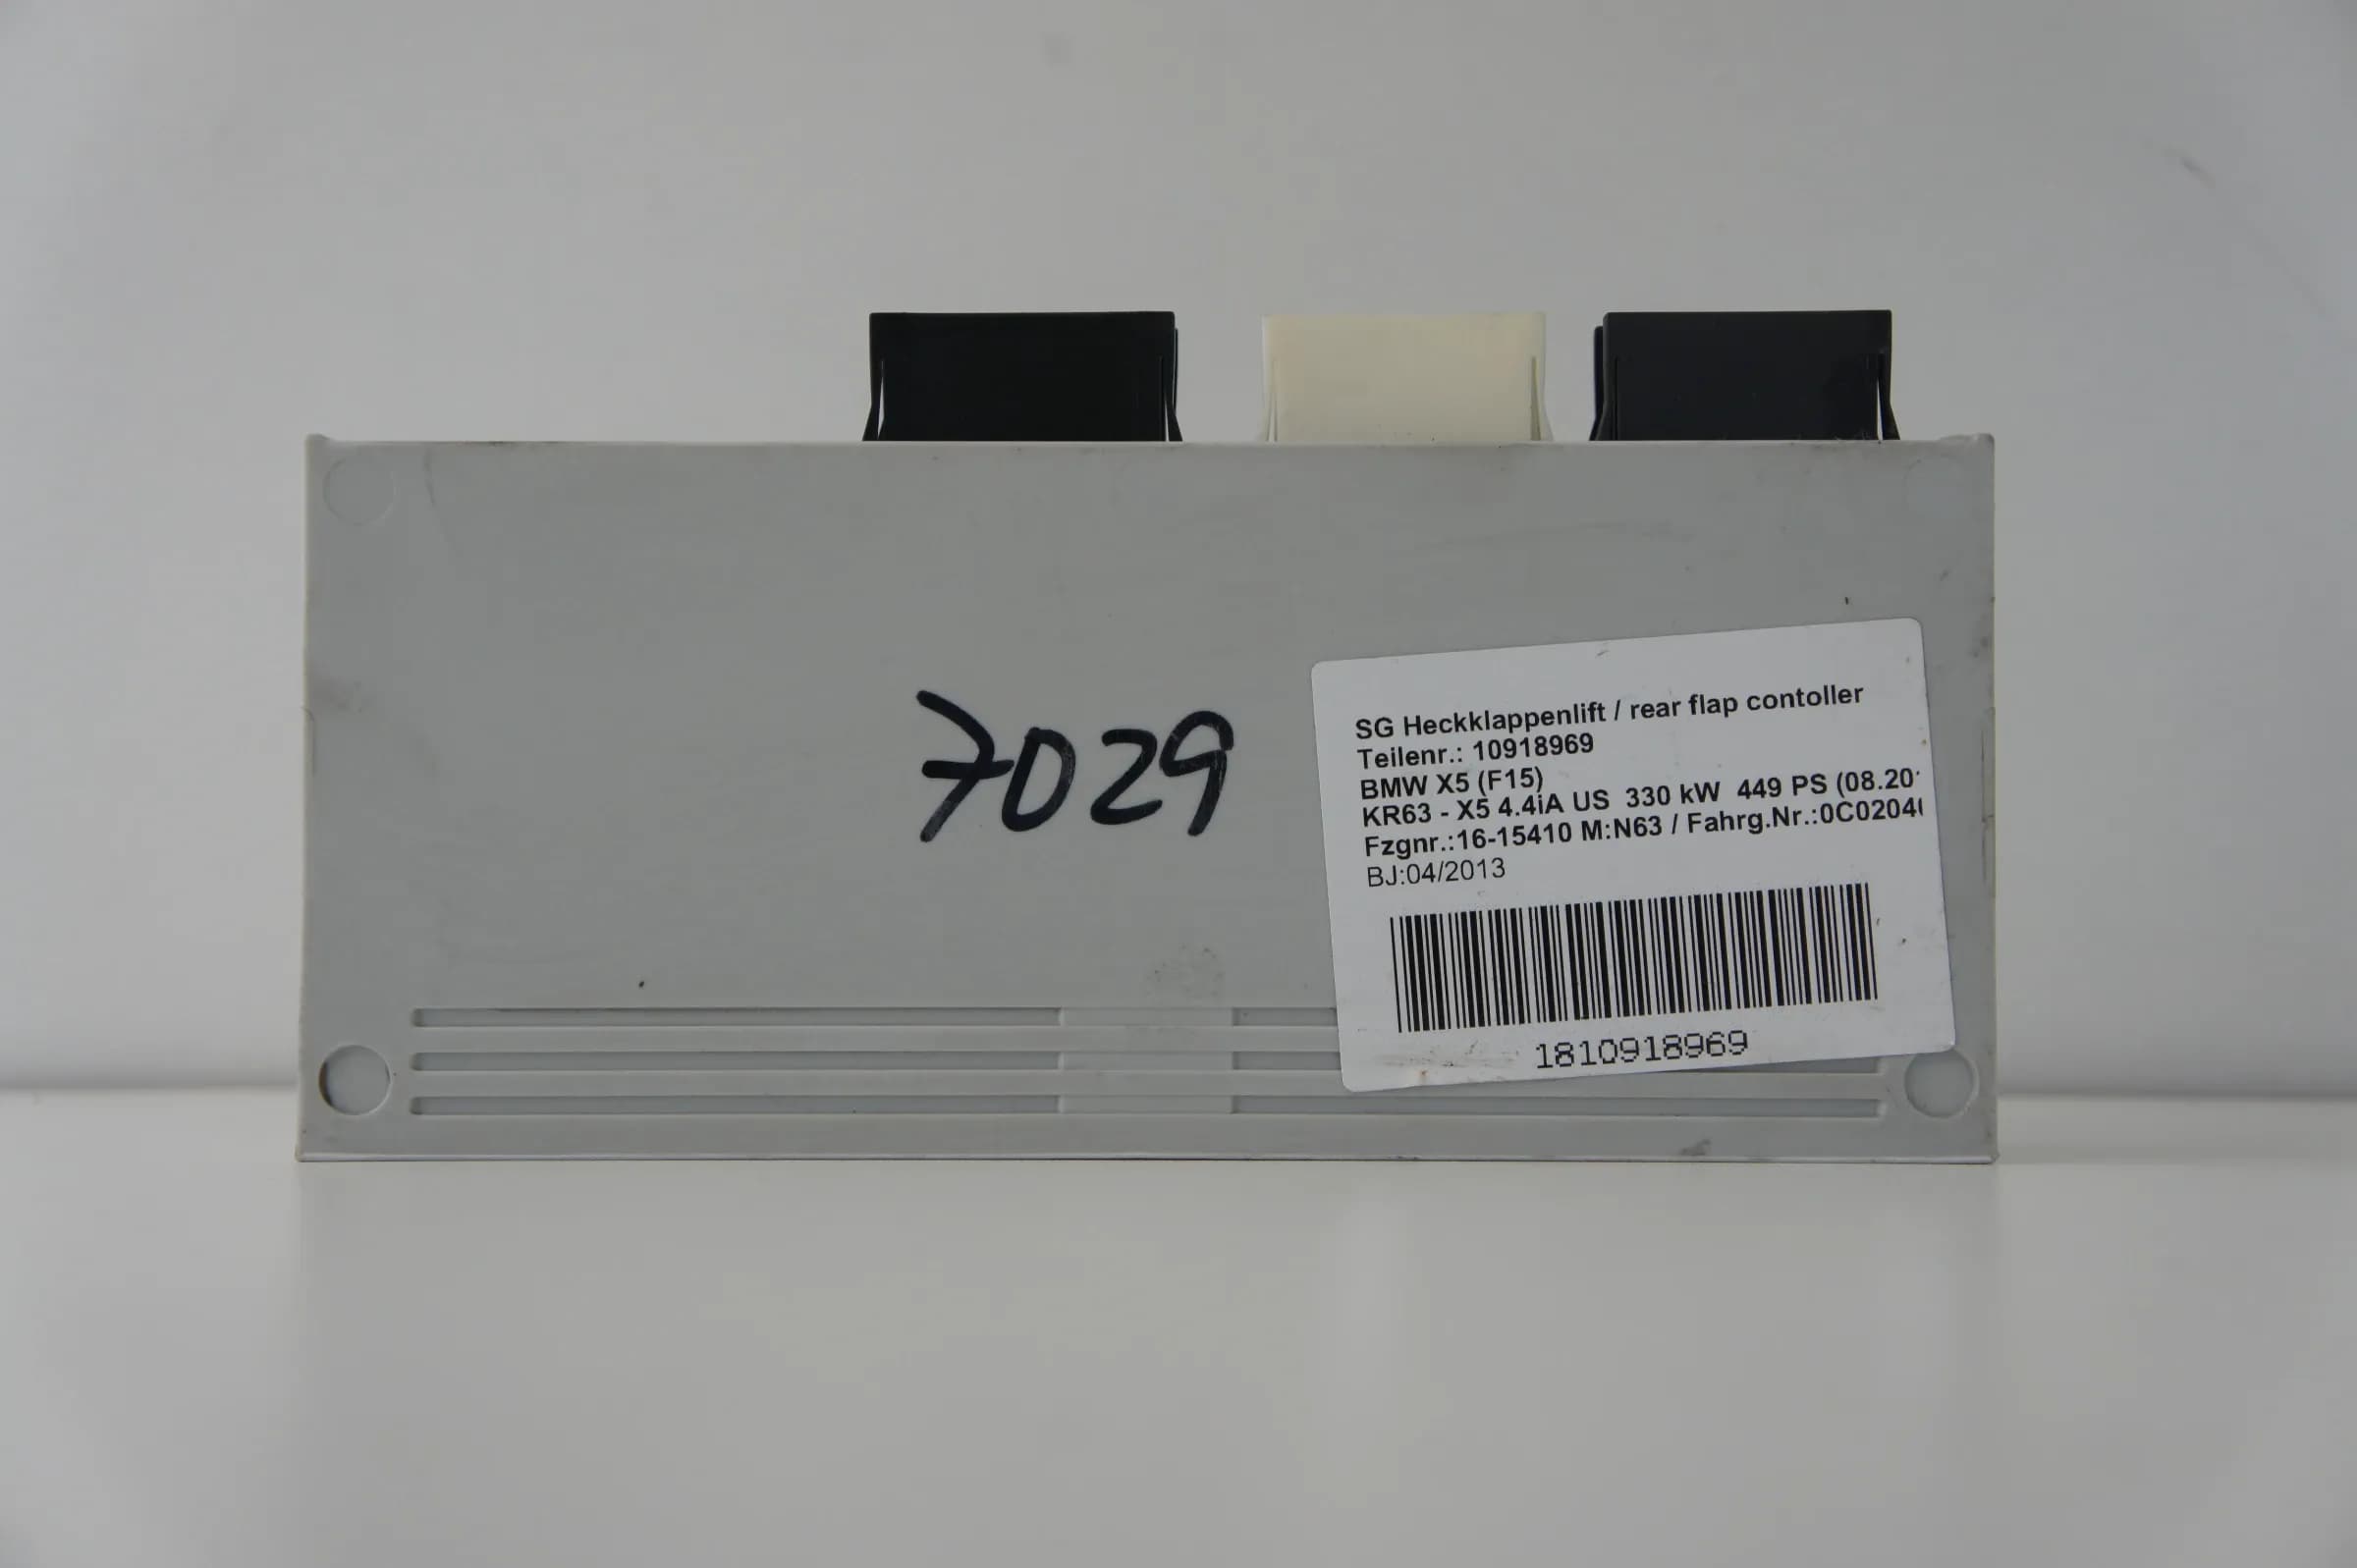 7029
SG Heckklappenlift / rear flap contoller
Teilenr.: 10918969
BMW X5 (F15)
KR63 - X5 4.4iA US 330 kW 449 PS (08.20
Fzgnr.:16-15410 M:N63 / Fahrg.Nr.:0C0204
BJ:04/2013
1810918969